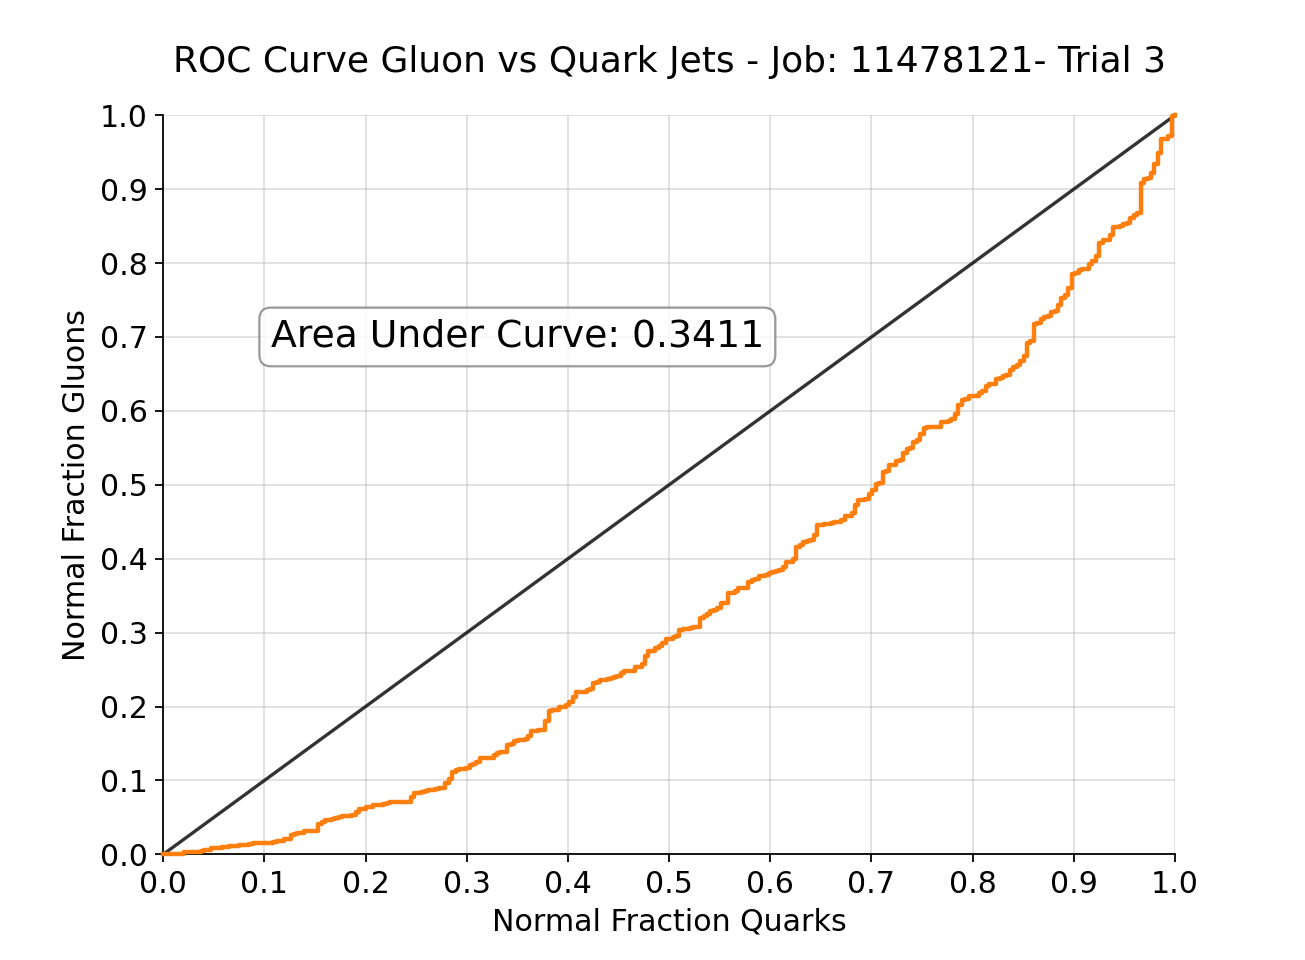 ROC Curve Gluon vs Quark Jets - Job: 11478121- Trial 3
1.0
0.9
0.8
0.7
0.6
0.5
0.4
0.3
0.2
0.1
0.0
Normal Fraction Gluons
Area Under Curve: 0.3411
0.0 0.1 0.2 0.3 0.4 0.5 0.6 0.7 0.8 0.9 1.0
Normal Fraction Quarks